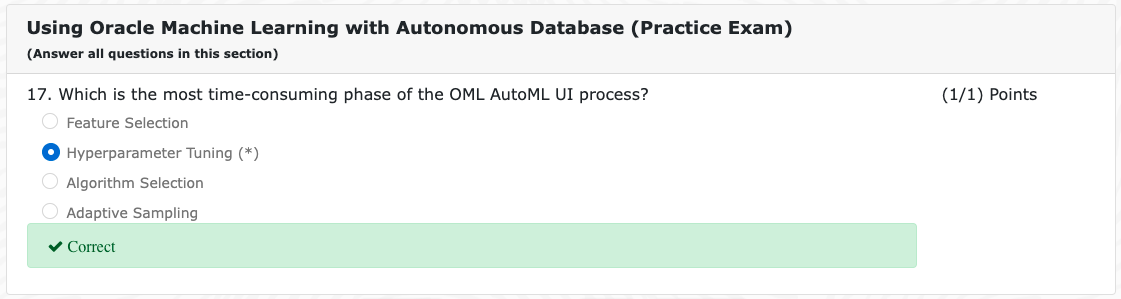 Using Oracle Machine Learning with Autonomous Database (Practice Exam)
(Answer all questions in this section)
17. Which is the most time-consuming phase of the OML AutoML UI process? (1/1) Points
Feature Selection
Hyperparameter Tuning (*)
Algorithm Selection
Adaptive Sampling
Correct